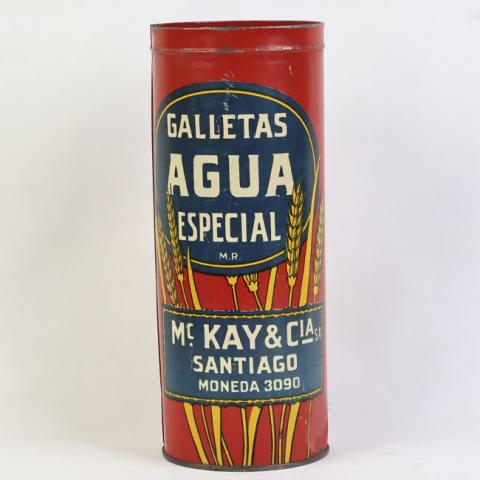 GALLETAS
AGUA
ESPECIAL
M.R.
Mc KAY & CIA. S.A.
SANTIAGO
MONEDA 3090